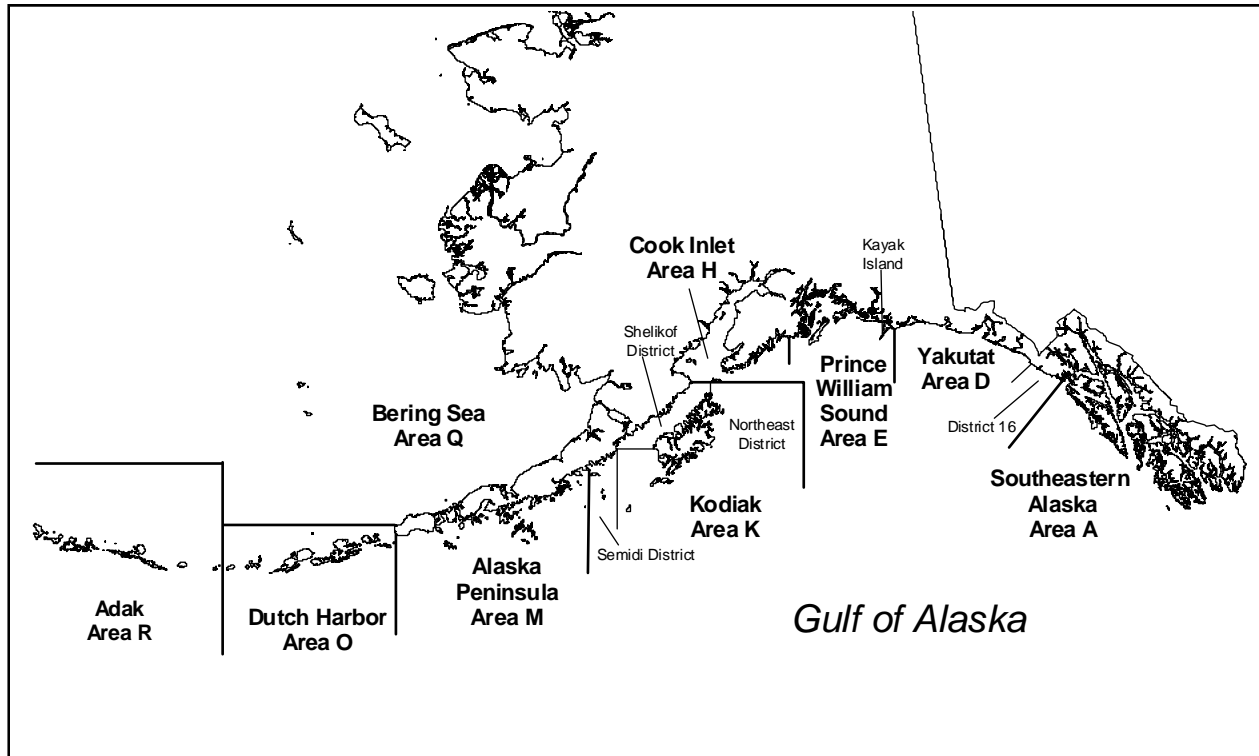 Cook Inlet
Area H
Kayak
Island
Shelikof
District
Prince
William
Sound
Area E
Yakutat
Area D
Bering Sea
Area Q
Northeast
District
District 16
Southeastern
Alaska
Area A
Kodiak
Area K
Semidi District
Alaska
Peninsula
Area M
Adak
Area R
Dutch Harbor
Area O
Gulf of Alaska